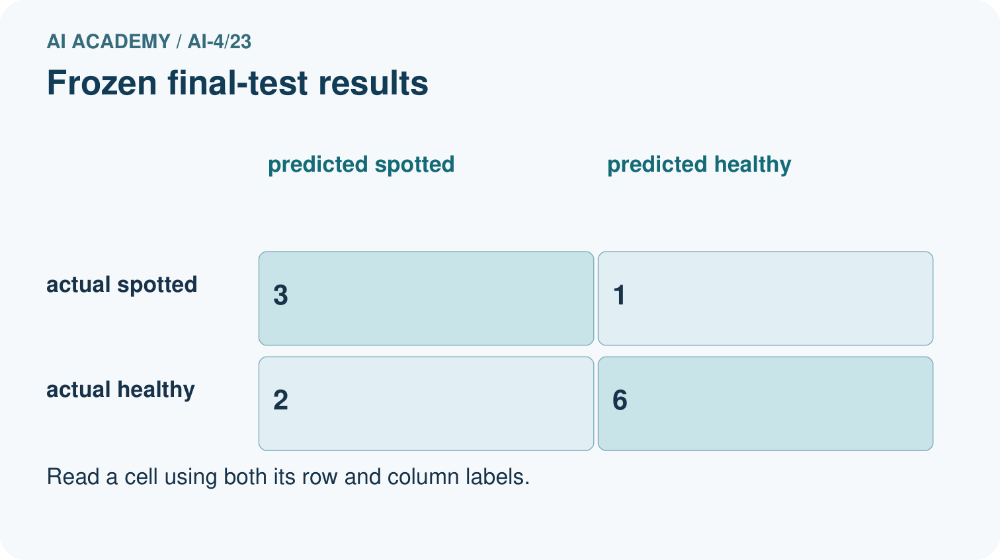 AI ACADEMY / AI-4/23
Frozen final-test results
predicted spotted predicted healthy
actual spotted 3 1
actual healthy 2 6
Read a cell using both its row and column labels.